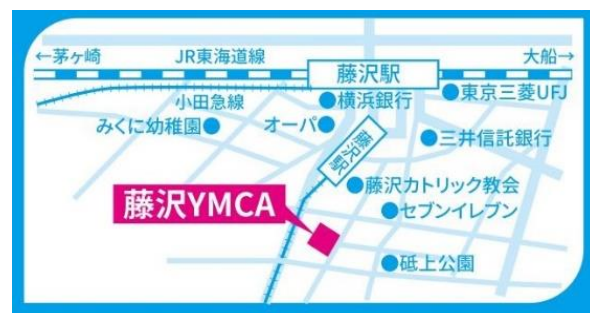 ←茅ヶ崎
JR東海道線
藤沢駅
大船→
小田急線
横浜銀行
東京三菱UFJ
みくに幼稚園
オーパ
藤沢駅
三井信託銀行
藤沢カトリック教会
藤沢YMCA
セブンイレブン
砥上公園